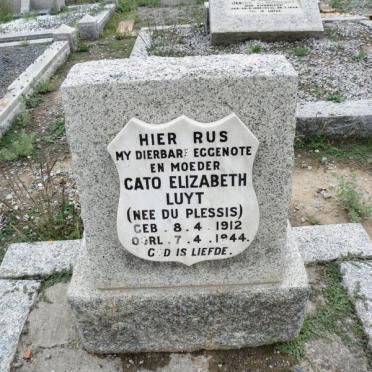 HIER RUS
MY DIERBARE EGGENOTE
EN MOEDER
CATO ELIZABETH
LUYT
(NEE DU PLESSIS)
GEB. 8.4.1912
OORL. 7.4.1944.
GOD IS LIEFDE.